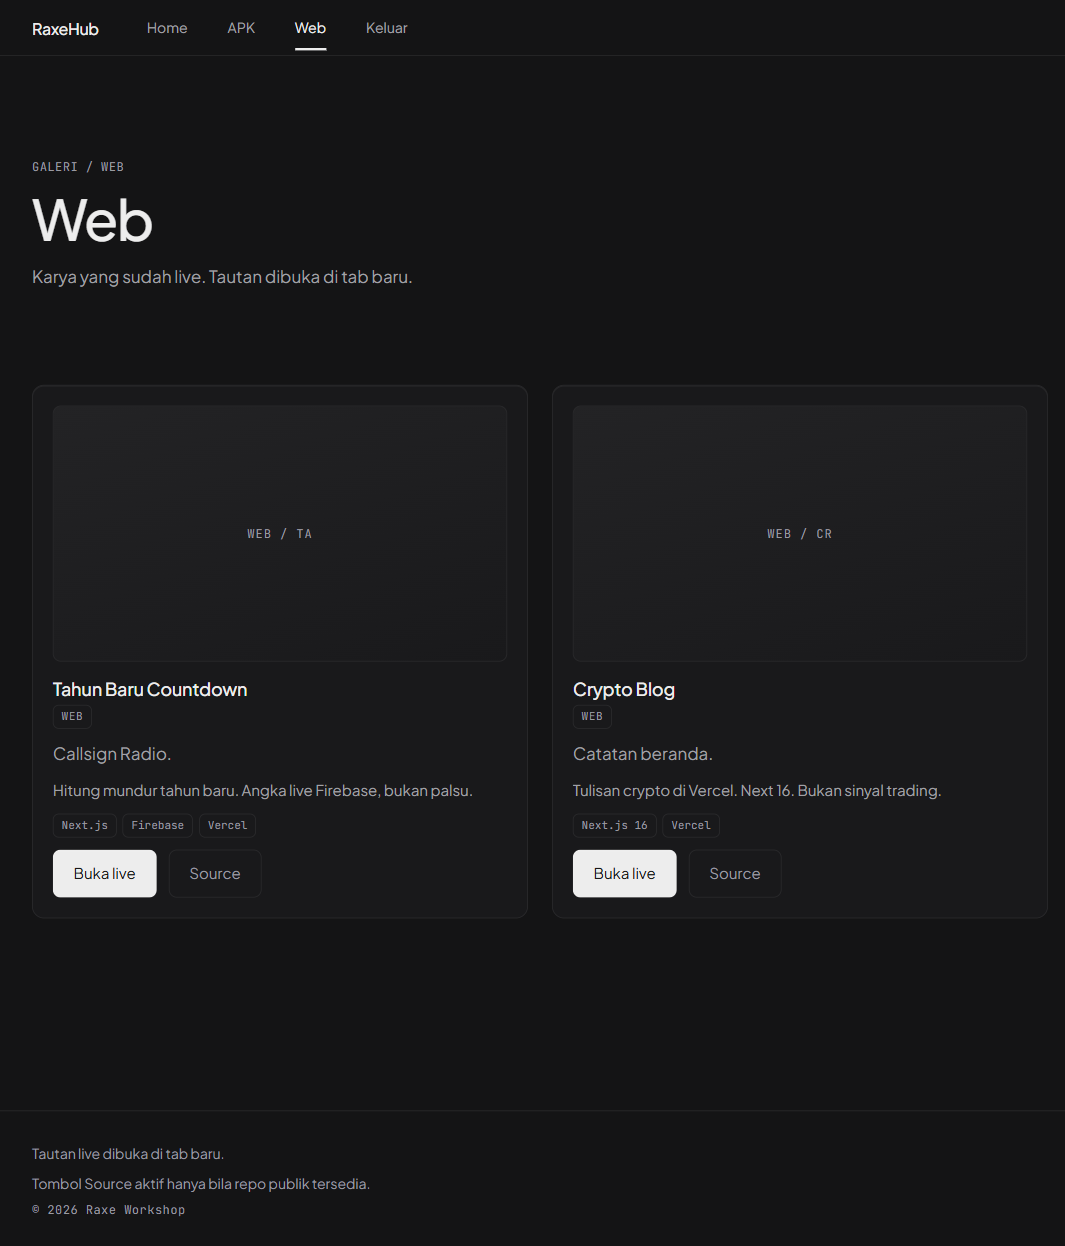 RaxeHub Home APK Web Keluar
GALERI / WEB
Web
Karya yang sudah live. Tautan dibuka di tab baru.
WEB / TA
Tahun Baru Countdown
WEB
Callsign Radio.
Hitung mundur tahun baru. Angka live Firebase, bukan palsu.
Next.js Firebase Vercel
Buka live Source
WEB / CR
Crypto Blog
WEB
Catatan beranda.
Tulisan crypto di Vercel. Next 16. Bukan sinyal trading.
Next.js 16 Vercel
Buka live Source
Tautan live dibuka di tab baru.
Tombol Source aktif hanya bila repo publik tersedia.
© 2026 Raxe Workshop